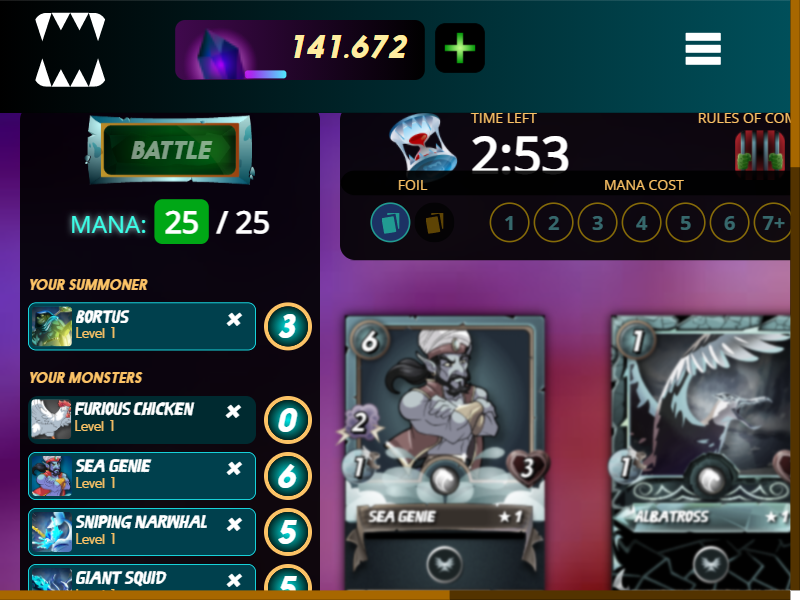 141.672
BATTLE
TIME LEFT
2:53
RULES OF COM
FOIL
MANA COST
1 2 3 4 5 6 7+
MANA: 25 / 25
YOUR SUMMONER
BORTUS
Level 1
3
YOUR MONSTERS
FURIOUS CHICKEN
Level 1
0
SEA GENIE
Level 1
6
SNIPING NARWHAL
Level 1
5
GIANT SQUID
5
6
2
1
3
SEA GENIE ★ 1
1
1
ALBATROSS ★ 1